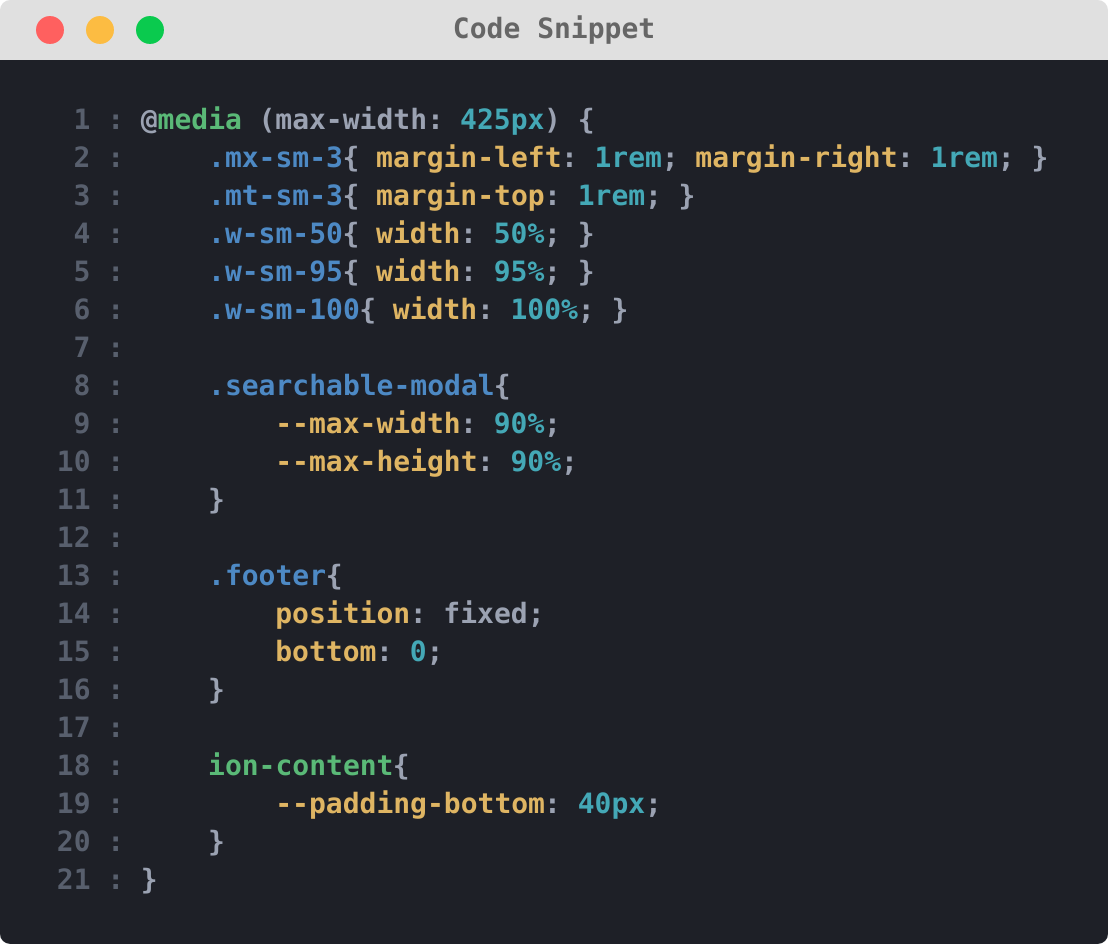 Code Snippet
1 : @media (max-width: 425px) {
2 :     .mx-sm-3{ margin-left: 1rem; margin-right: 1rem; }
3 :     .mt-sm-3{ margin-top: 1rem; }
4 :     .w-sm-50{ width: 50%; }
5 :     .w-sm-95{ width: 95%; }
6 :     .w-sm-100{ width: 100%; }
7 :
8 :     .searchable-modal{
9 :         --max-width: 90%;
10 :         --max-height: 90%;
11 :     }
12 :
13 :     .footer{
14 :         position: fixed;
15 :         bottom: 0;
16 :     }
17 :
18 :     ion-content{
19 :         --padding-bottom: 40px;
20 :     }
21 : }